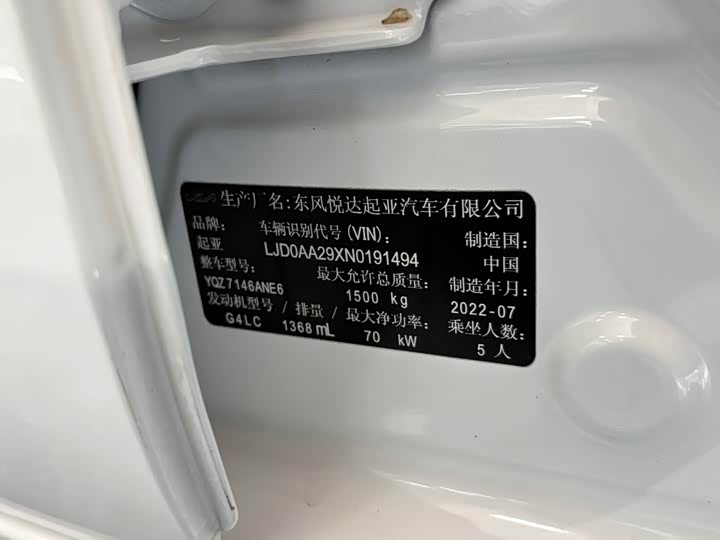 KIA 生产厂名:东风悦达起亚汽车有限公司
品牌: 车辆识别代号(VIN): 制造国:
起亚 LJD0AA29XN0191494 中国
整车型号: 最大允许总质量: 制造年月:
YQZ7146ANE6 1500 kg 2022-07
发动机型号 / 排量 / 最大净功率: 乘坐人数:
G4LC 1368 mL 70 kW 5 人